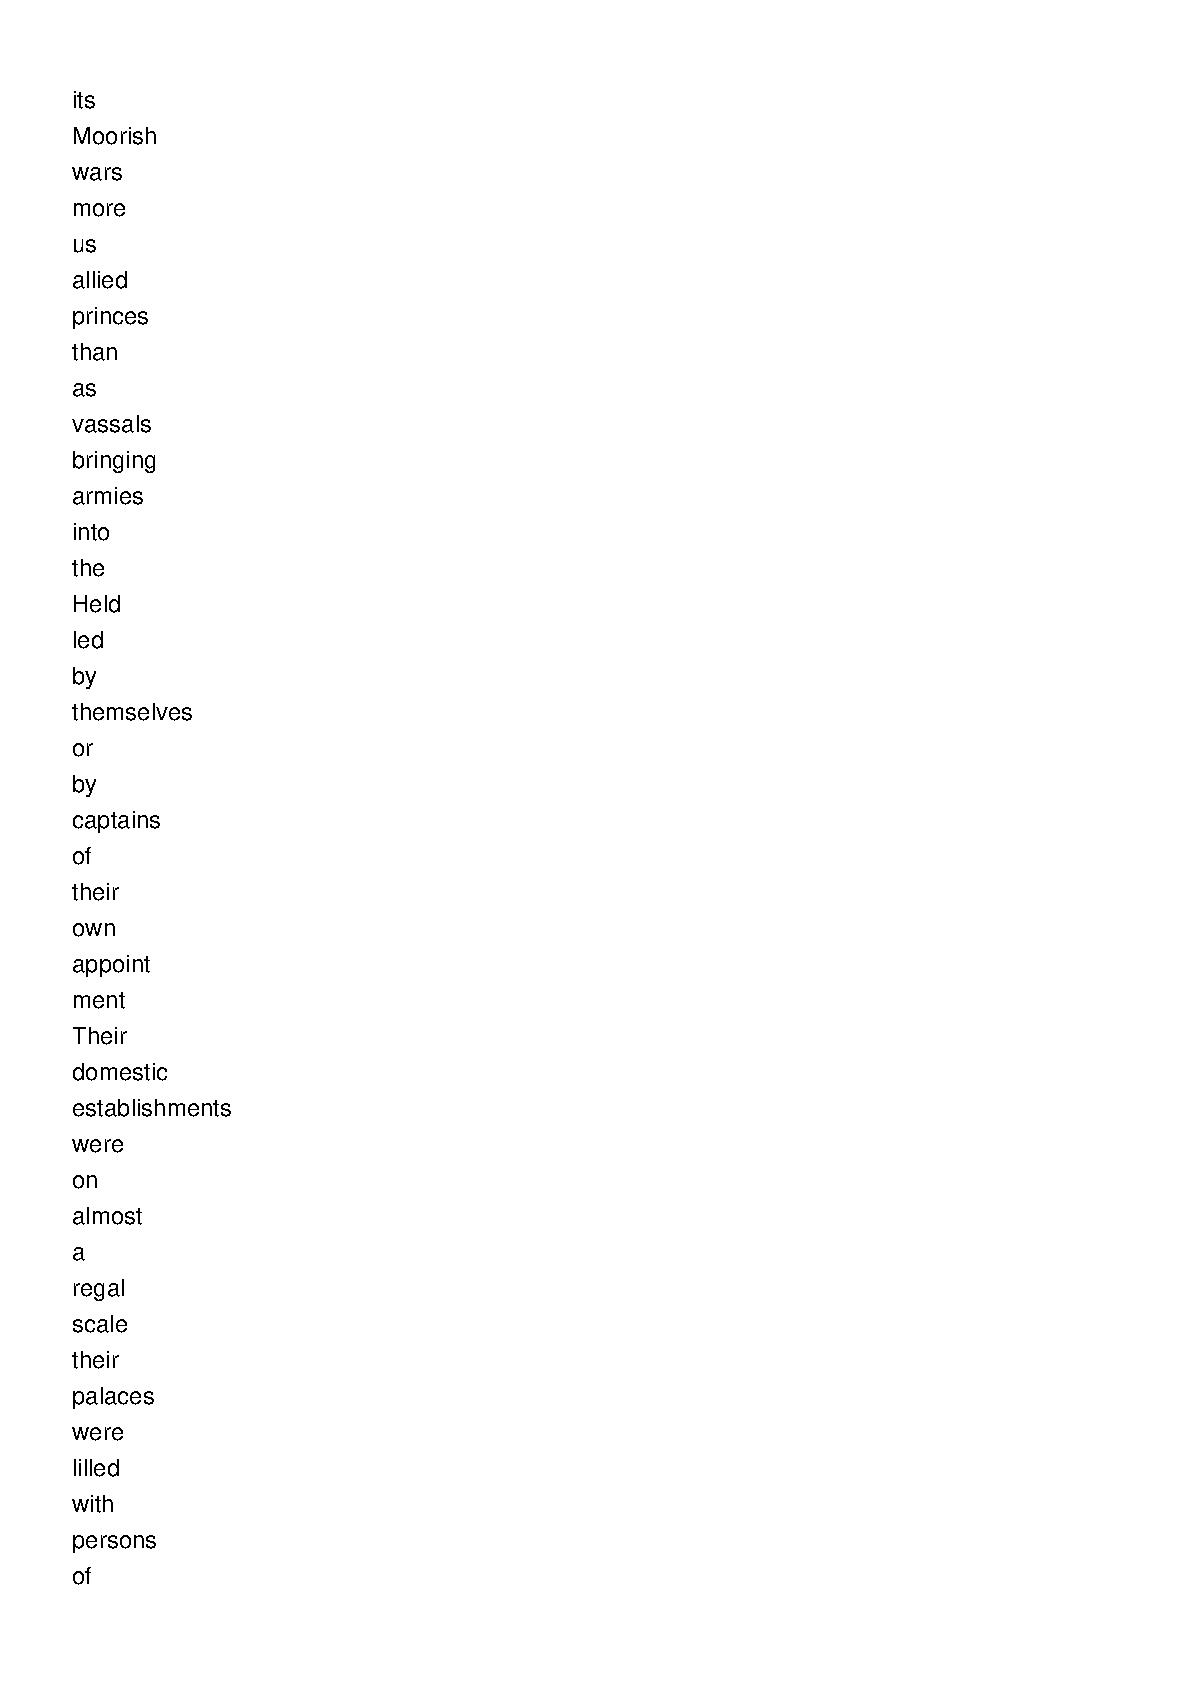 its
Moorish
wars
more
us
allied
princes
than
as
vassals
bringing
armies
into
the
Held
led
by
themselves
or
by
captains
of
their
own
appoint
ment
Their
domestic
establishments
were
on
almost
a
regal
scale
their
palaces
were
lilled
with
persons
of